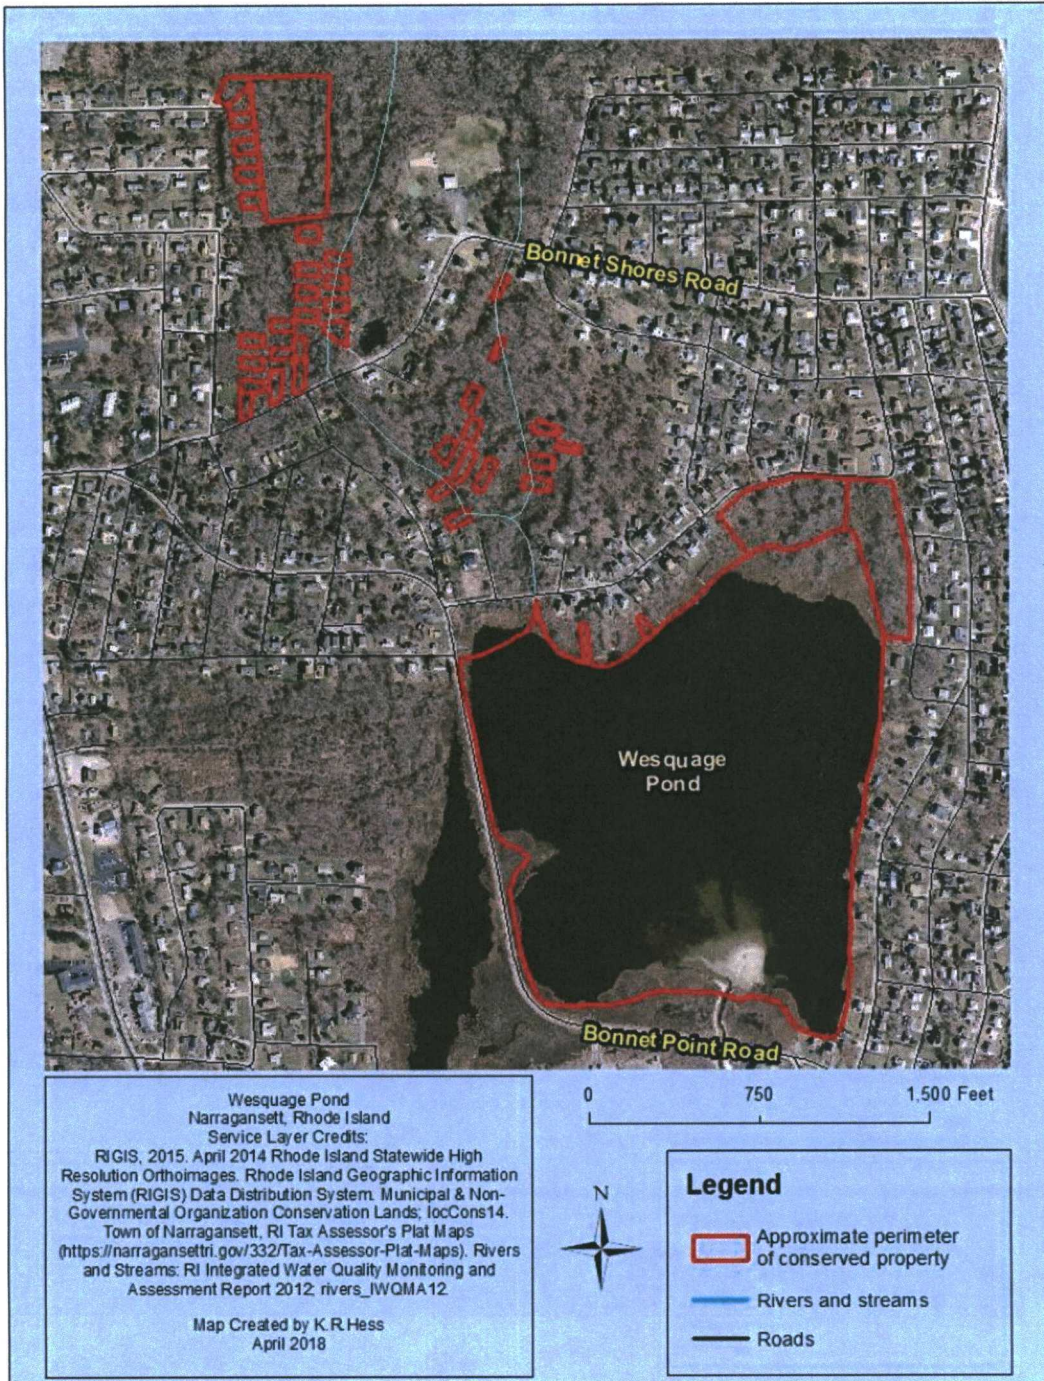 Bonnet Shores Road
Wesquage
Pond
Bonnet Point Road
Wesquage Pond
Narragansett, Rhode Island
Service Layer Credits:
RIGIS, 2015. April 2014 Rhode Island Statewide High
Resolution Orthoimages. Rhode Island Geographic Information
System (RIGIS) Data Distribution System. Municipal & Non-
Governmental Organization Conservation Lands; locCons14.
Town of Narragansett, RI Tax Assessor's Plat Maps
(https://narragansettri.gov/332/Tax-Assessor-Plat-Maps). Rivers
and Streams: RI Integrated Water Quality Monitoring and
Assessment Report 2012; rivers_IWQMA12.
Map Created by K.R.Hess
April 2018
0 750 1,500 Feet
N
Legend
Approximate perimeter
of conserved property
Rivers and streams
Roads